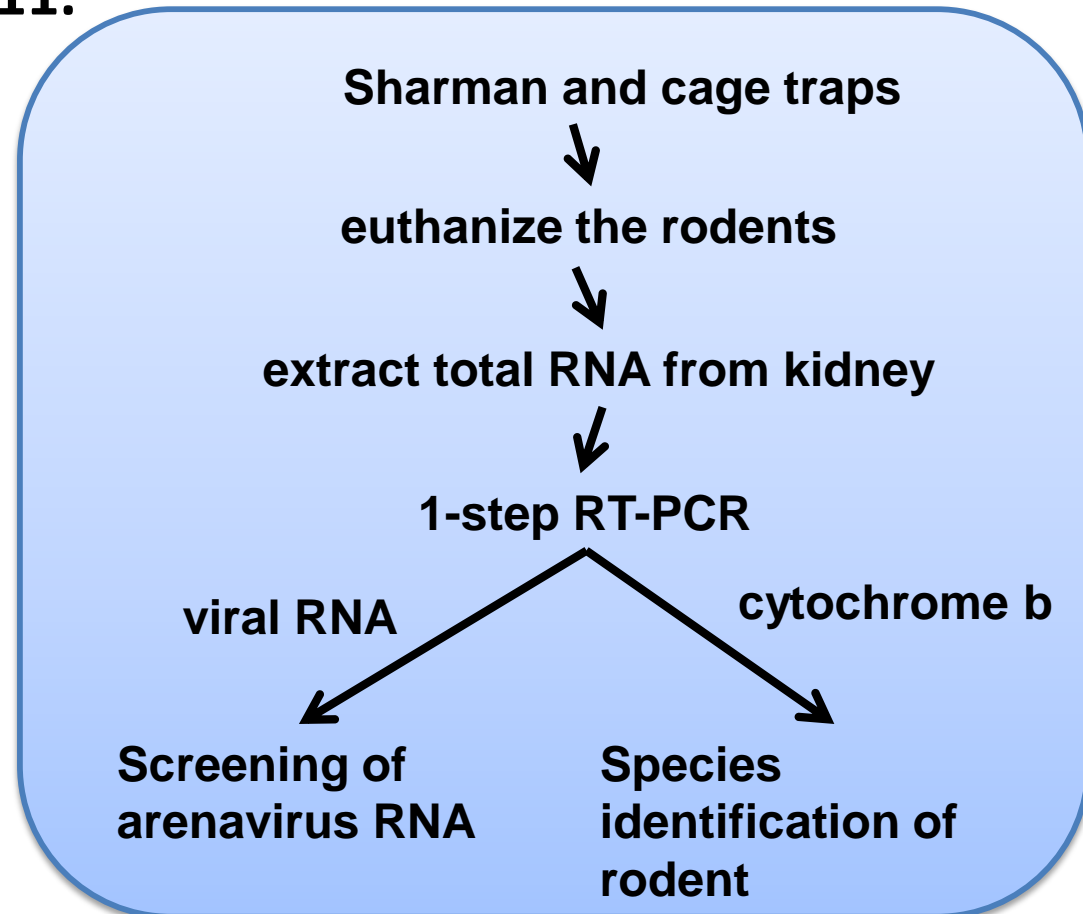 11.
Sharman and cage traps
euthanize the rodents
extract total RNA from kidney
1-step RT-PCR
viral RNA
cytochrome b
Screening of
arenavirus RNA
Species
identification of
rodent